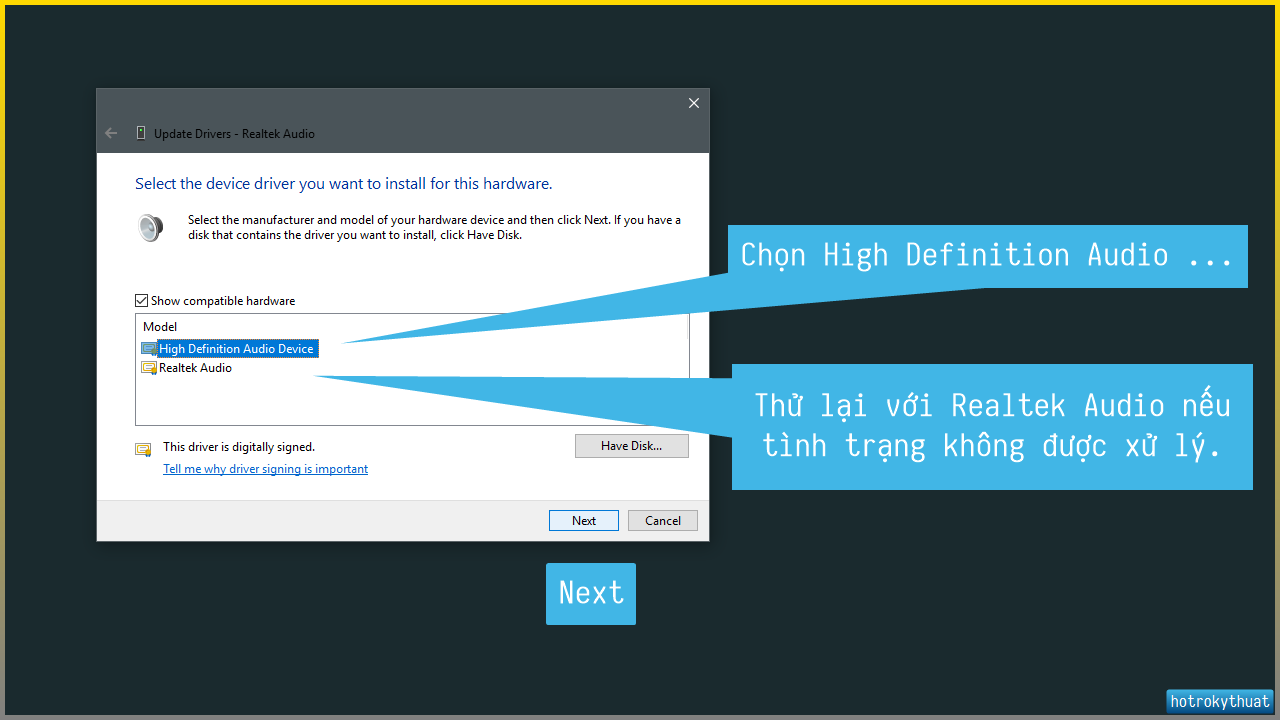 Update Drivers - Realtek Audio
Select the device driver you want to install for this hardware.
Select the manufacturer and model of your hardware device and then click Next. If you have a
disk that contains the driver you want to install, click Have Disk.
Chọn High Definition Audio ...
Show compatible hardware
Model
High Definition Audio Device
Realtek Audio
Thử lại với Realtek Audio nếu
tình trạng không được xử lý.
This driver is digitally signed.
Have Disk...
Tell me why driver signing is important
Next
Cancel
Next
hotrokythuat